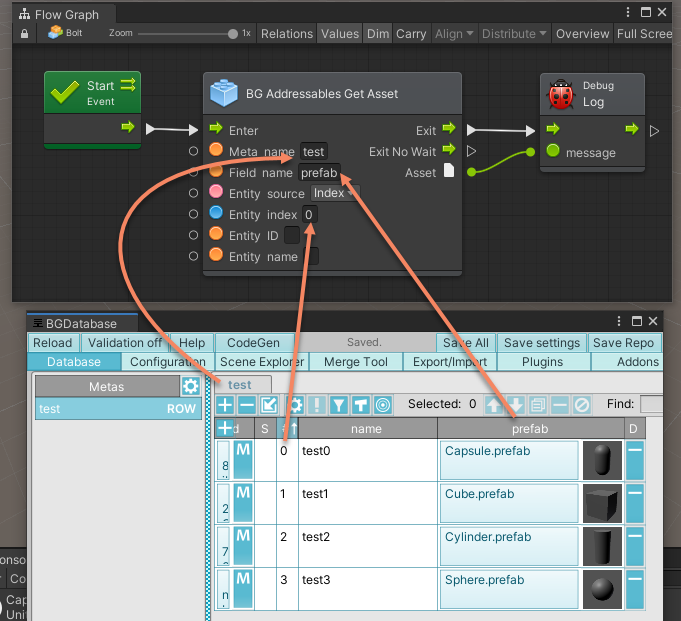 Flow Graph
Bolt Zoom 1x Relations Values Dim Carry Align Distribute Overview Full Scree
Start
Event
BG Addressables Get Asset
Debug
Log
Enter Exit
message
Meta name test Exit No Wait
Field name prefab Asset
Entity source Index
Entity index 0
Entity ID
Entity name
BGDatabase
Reload Validation off Help CodeGen Saved. Save All Save settings Save Repo
Database Configuration Scene Explorer Merge Tool Export/Import Plugins Addons
Metas
test
test ROW
Selected: 0 Find:
d S # name prefab D
M 0 test0 Capsule.prefab
8
M 1 test1 Cube.prefab
2
M 2 test2 Cylinder.prefab
7
M 3 test3 Sphere.prefab
n
onso
Co
Cap
Uni